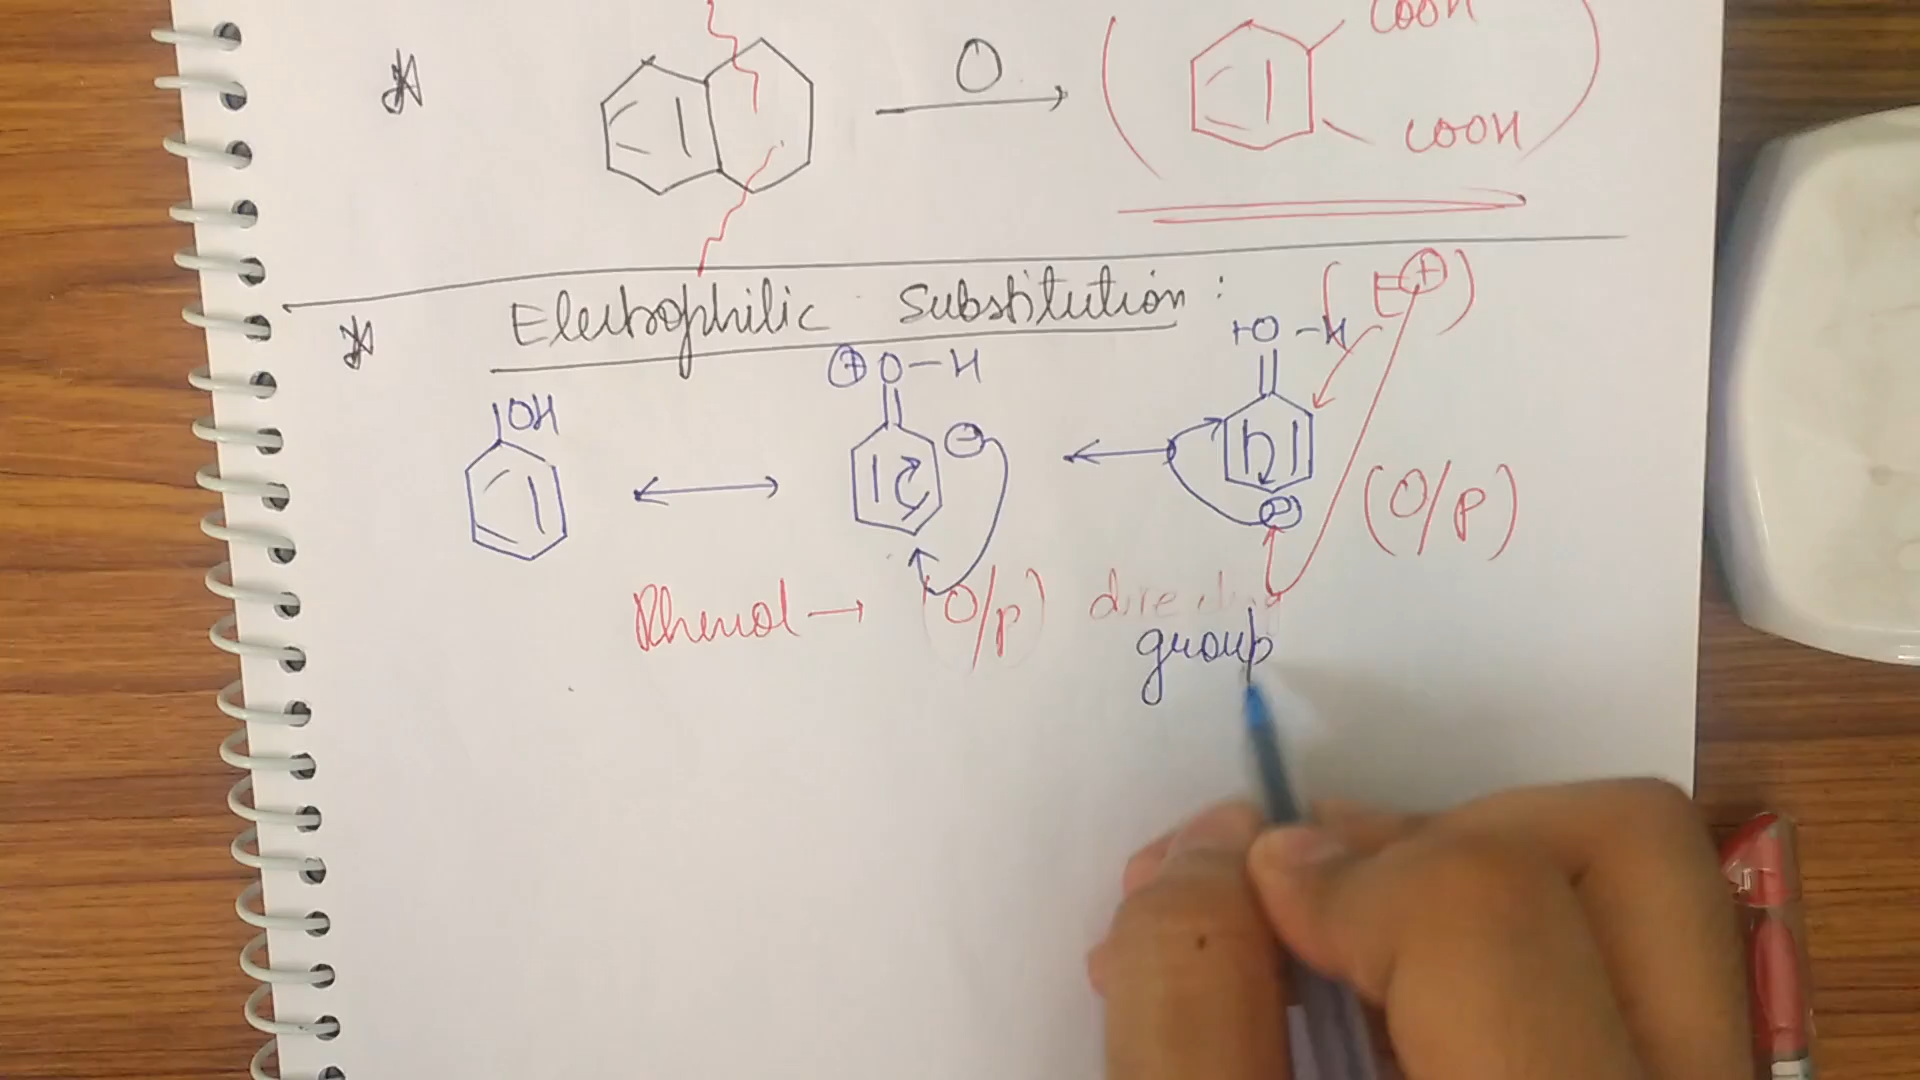 COOH
O
COOH
Electrophilic Substitution :
(E⊕)
+O-H
⊕O-H
OH
⊖
(O/p)
⊖
Phenol → (O/p) directing
group